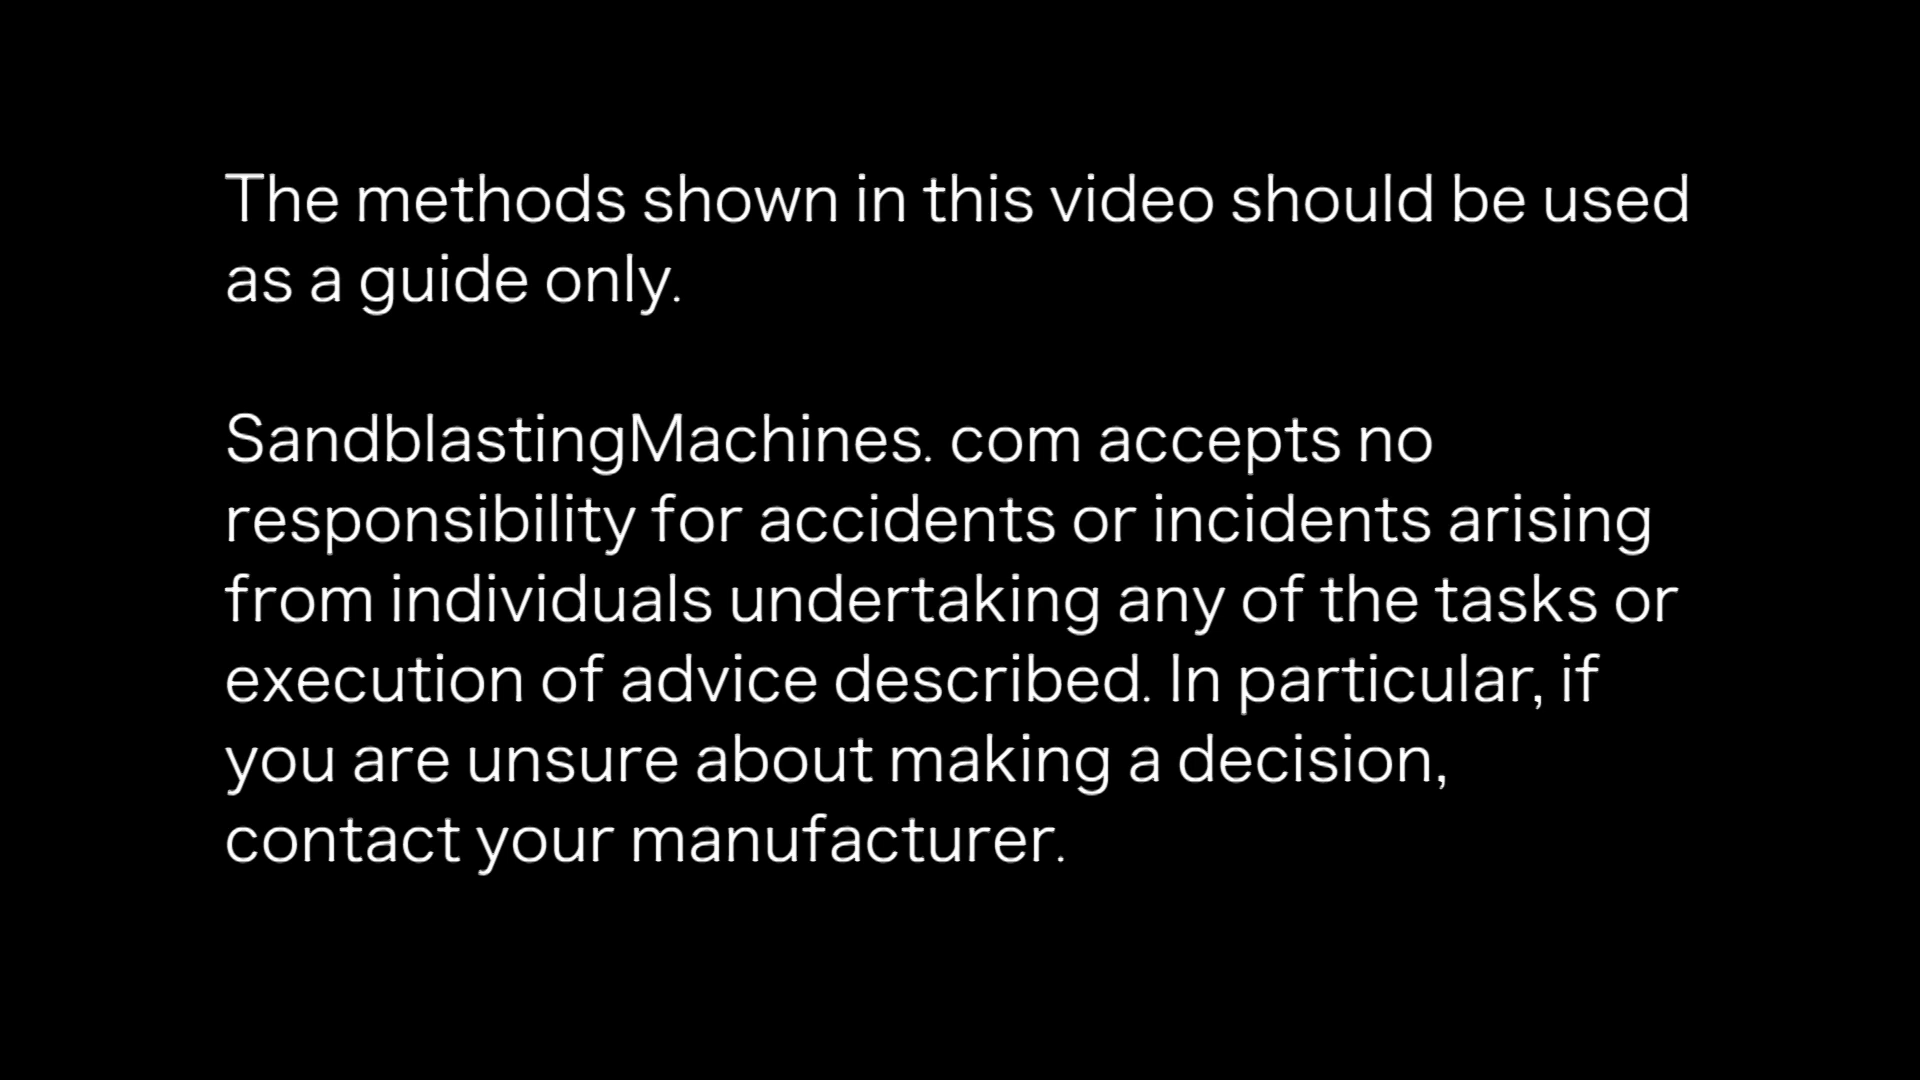 The methods shown in this video should be used
as a guide only.
SandblastingMachines. com accepts no
responsibility for accidents or incidents arising
from individuals undertaking any of the tasks or
execution of advice described. In particular, if
you are unsure about making a decision,
contact your manufacturer.